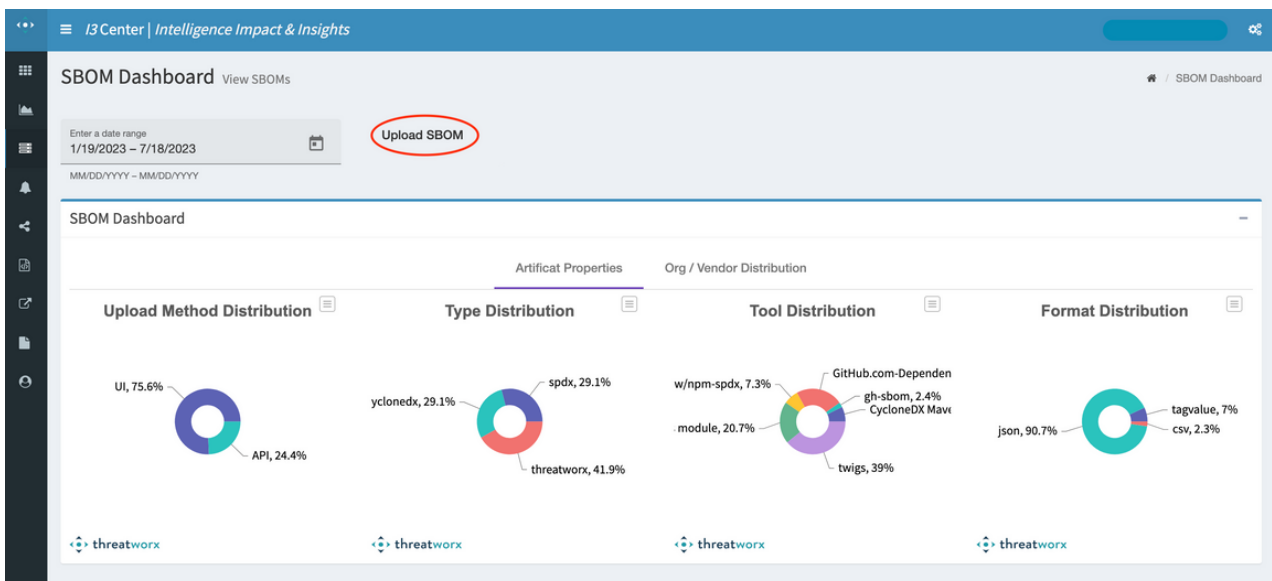 I3 Center | Intelligence Impact & Insights
SBOM Dashboard View SBOMs
/ SBOM Dashboard
Enter a date range
1/19/2023 – 7/18/2023
Upload SBOM
MM/DD/YYYY – MM/DD/YYYY
SBOM Dashboard
Artificat Properties
Org / Vendor Distribution
Upload Method Distribution
UI, 75.6%
API, 24.4%
Type Distribution
spdx, 29.1%
yclonedx, 29.1%
threatworx, 41.9%
Tool Distribution
w/npm-spdx, 7.3%
GitHub.com-Dependen
gh-sbom, 2.4%
CycloneDX Mave
module, 20.7%
twigs, 39%
Format Distribution
tagvalue, 7%
csv, 2.3%
json, 90.7%
threatworx
threatworx
threatworx
threatworx